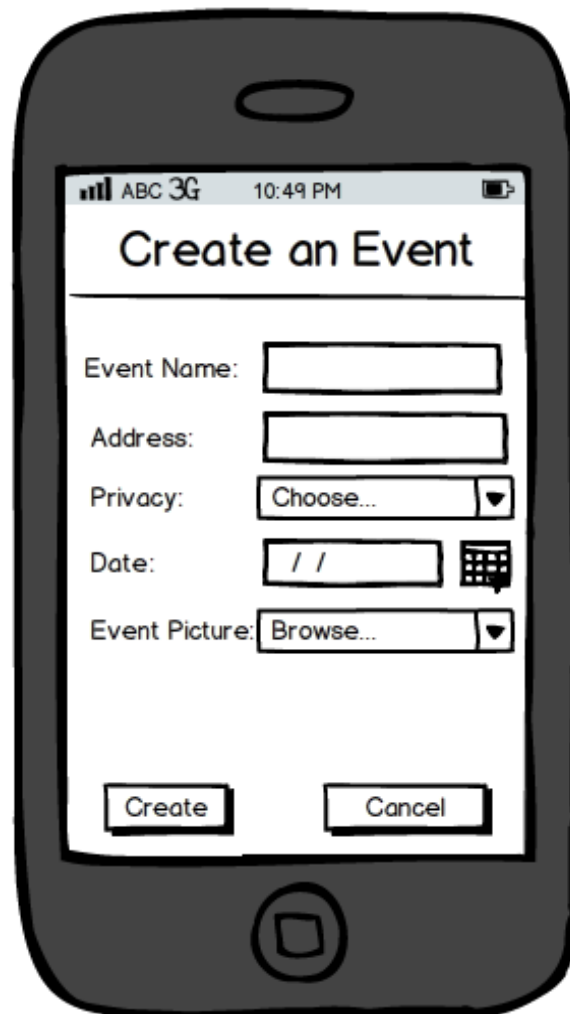 ABC 3G 10:49 PM
Create an Event
Event Name:
Address:
Privacy: Choose...
Date: / /
Event Picture: Browse...
Create Cancel